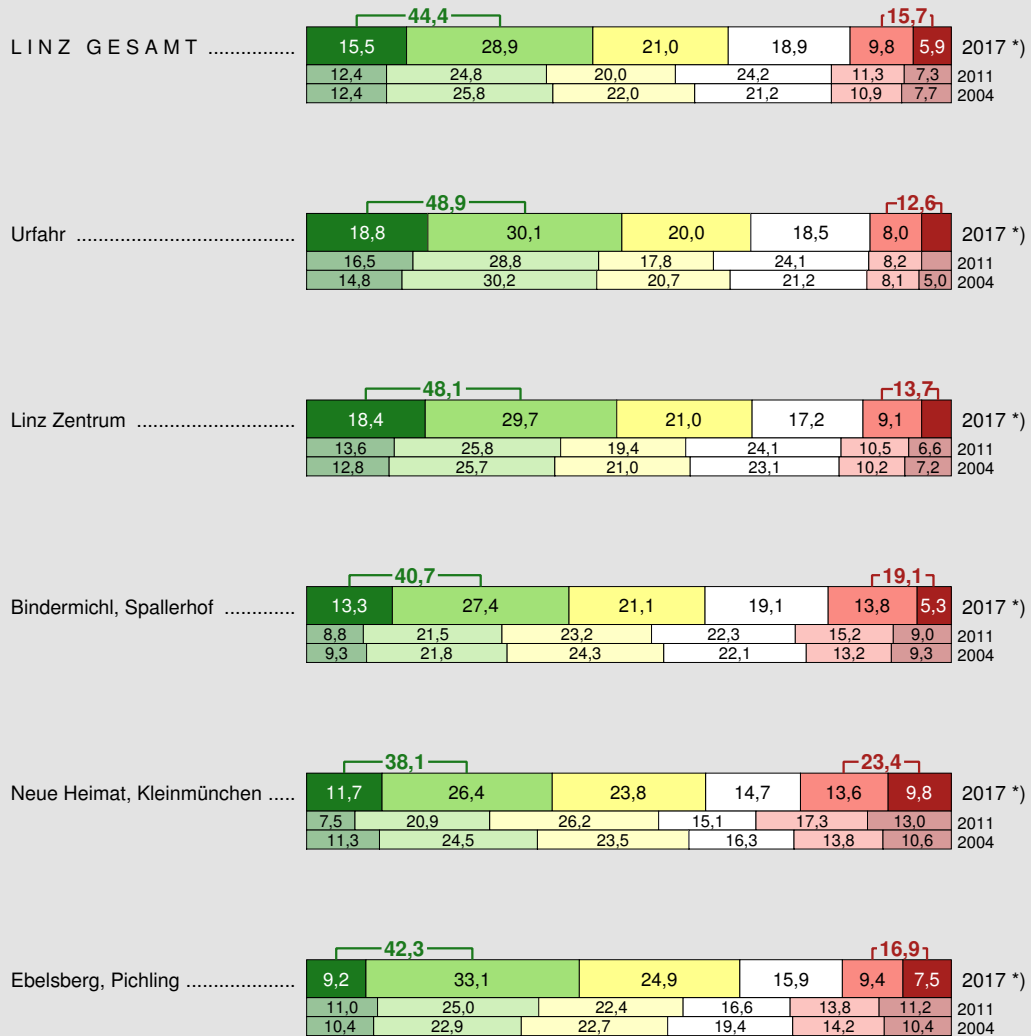 44,4 15,7
LINZ GESAMT ................ 15,5 28,9 21,0 18,9 9,8 5,9 2017 *)
12,4 24,8 20,0 24,2 11,3 7,3 2011
12,4 25,8 22,0 21,2 10,9 7,7 2004
48,9 12,6
Urfahr ........................................ 18,8 30,1 20,0 18,5 8,0 2017 *)
16,5 28,8 17,8 24,1 8,2 2011
14,8 30,2 20,7 21,2 8,1 5,0 2004
48,1 13,7
Linz Zentrum ............................. 18,4 29,7 21,0 17,2 9,1 2017 *)
13,6 25,8 19,4 24,1 10,5 6,6 2011
12,8 25,7 21,0 23,1 10,2 7,2 2004
40,7 19,1
Bindermichl, Spallerhof ............. 13,3 27,4 21,1 19,1 13,8 5,3 2017 *)
8,8 21,5 23,2 22,3 15,2 9,0 2011
9,3 21,8 24,3 22,1 13,2 9,3 2004
38,1 23,4
Neue Heimat, Kleinmünchen ..... 11,7 26,4 23,8 14,7 13,6 9,8 2017 *)
7,5 20,9 26,2 15,1 17,3 13,0 2011
11,3 24,5 23,5 16,3 13,8 10,6 2004
42,3 16,9
Ebelsberg, Pichling .................... 9,2 33,1 24,9 15,9 9,4 7,5 2017 *)
11,0 25,0 22,4 16,6 13,8 11,2 2011
10,4 22,9 22,7 19,4 14,2 10,4 2004